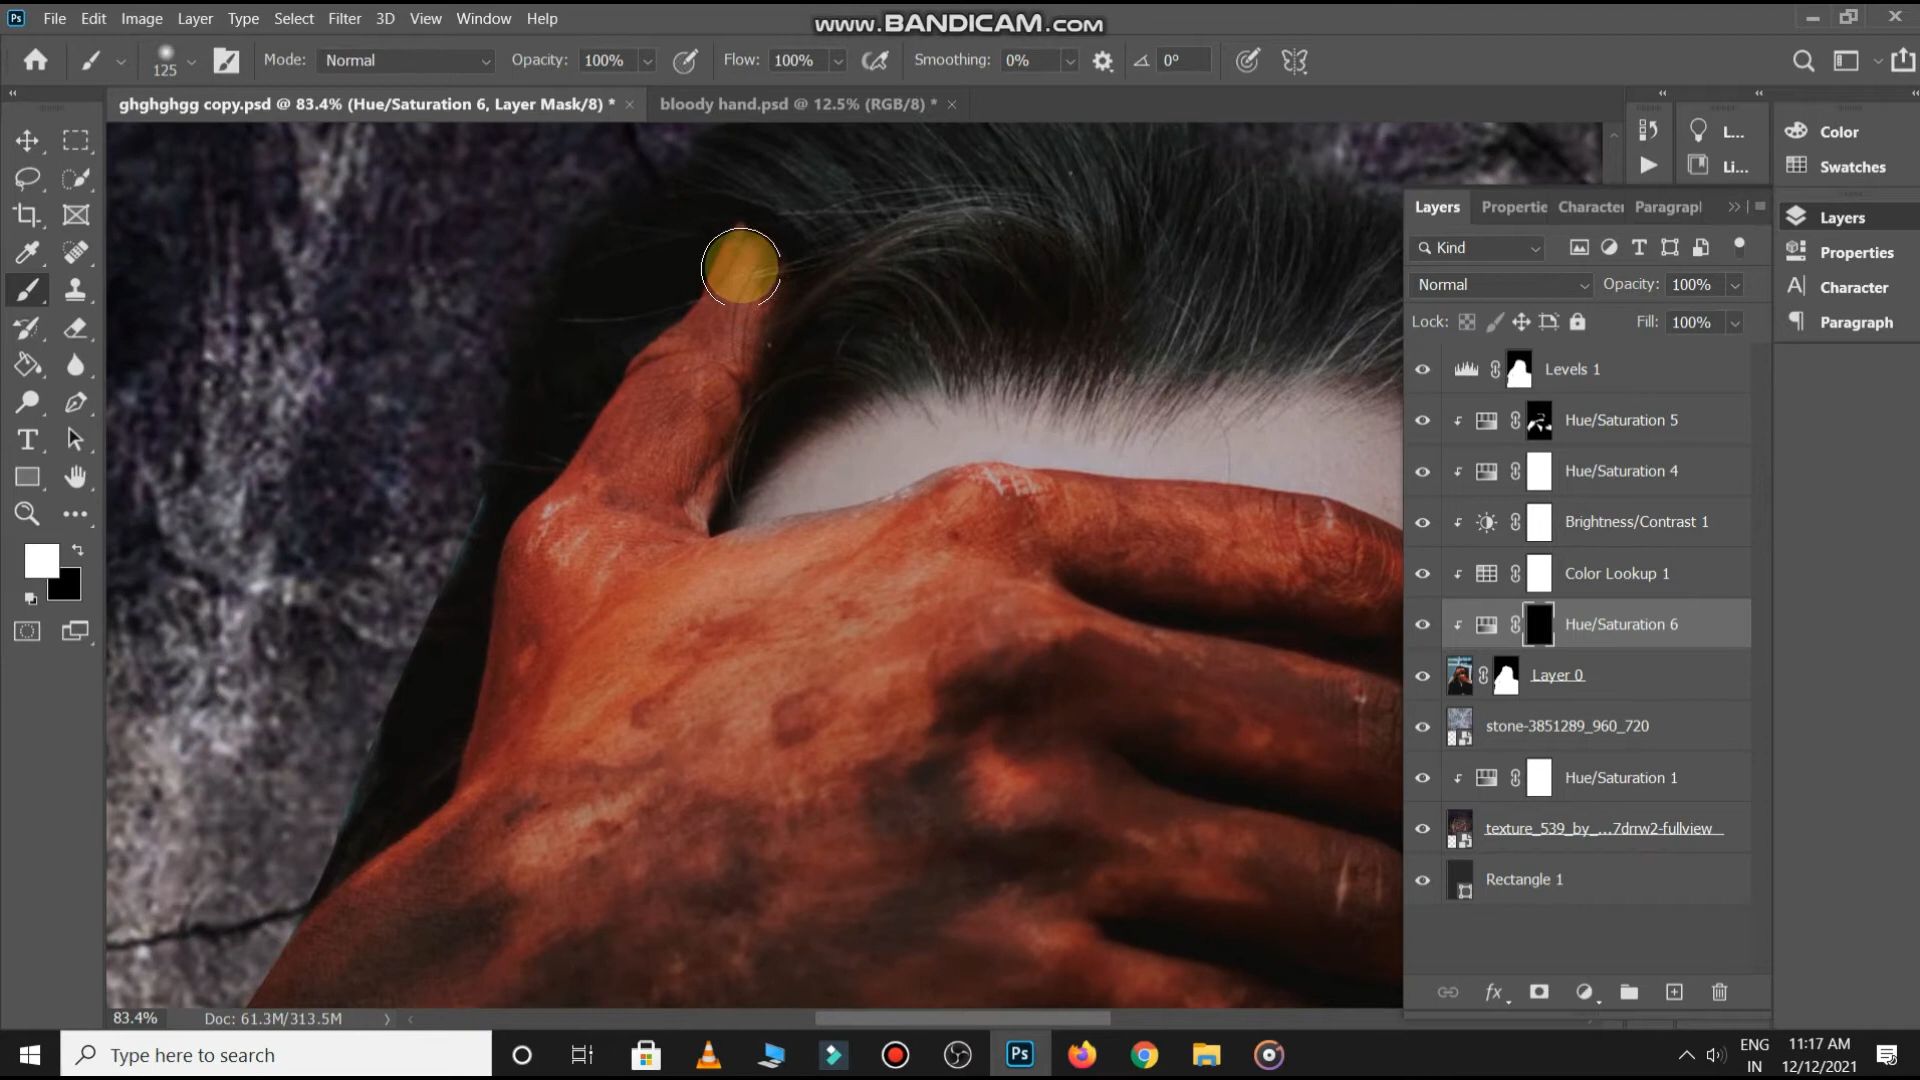 Ps File Edit Image Layer Type Select Filter 3D View Window Help
www.BANDICAM.com
125 Mode: Normal Opacity: 100% Flow: 100% Smoothing: 0% 0°
ghghghgg copy.psd @ 83.4% (Hue/Saturation 6, Layer Mask/8) * ×
bloody hand.psd @ 12.5% (RGB/8) * ×
L...
Li...
Color
Swatches
Layers
Properties
Character
Paragraph
Layers Propertie Character Paragrapl
Kind
Normal Opacity: 100%
Lock: Fill: 100%
Levels 1
Hue/Saturation 5
Hue/Saturation 4
Brightness/Contrast 1
Color Lookup 1
Hue/Saturation 6
Layer 0
stone-3851289_960_720
Hue/Saturation 1
texture_539_by_...7drrw2-fullview
Rectangle 1
fx
83.4% Doc: 61.3M/313.5M
Type here to search
Ps
ENG
IN
11:17 AM
12/12/2021